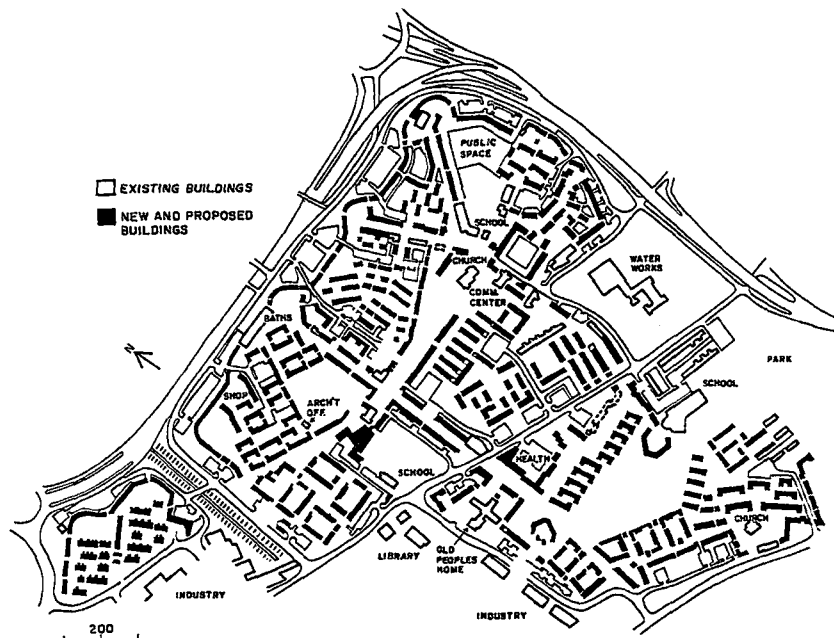 EXISTING BUILDINGS
NEW AND PROPOSED
BUILDINGS
PUBLIC
SPACE
SCHOOL
CHURCH
COMM.
CENTER
WATER
WORKS
BATHS
N
PARK
SCHOOL
SHOP
ARCH'T
OFF.
HEALTH
SCHOOL
CHURCH
LIBRARY
OLD
PEOPLES
HOME
INDUSTRY
INDUSTRY
200